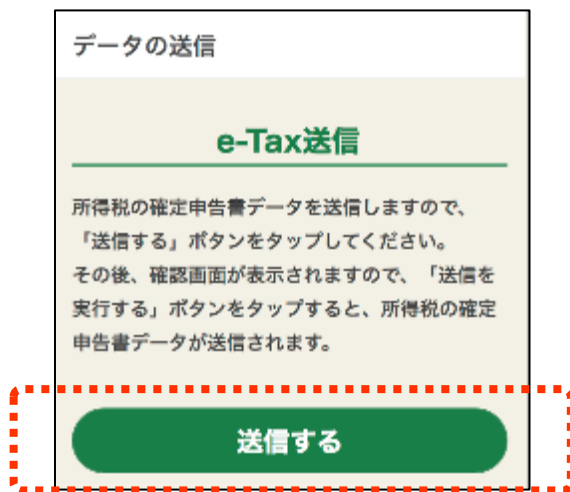 データの送信
e-Tax送信
所得税の確定申告書データを送信しますので、
「送信する」ボタンをタップしてください。
その後、確認画面が表示されますので、「送信を
実行する」ボタンをタップすると、所得税の確定
申告書データが送信されます。
送信する